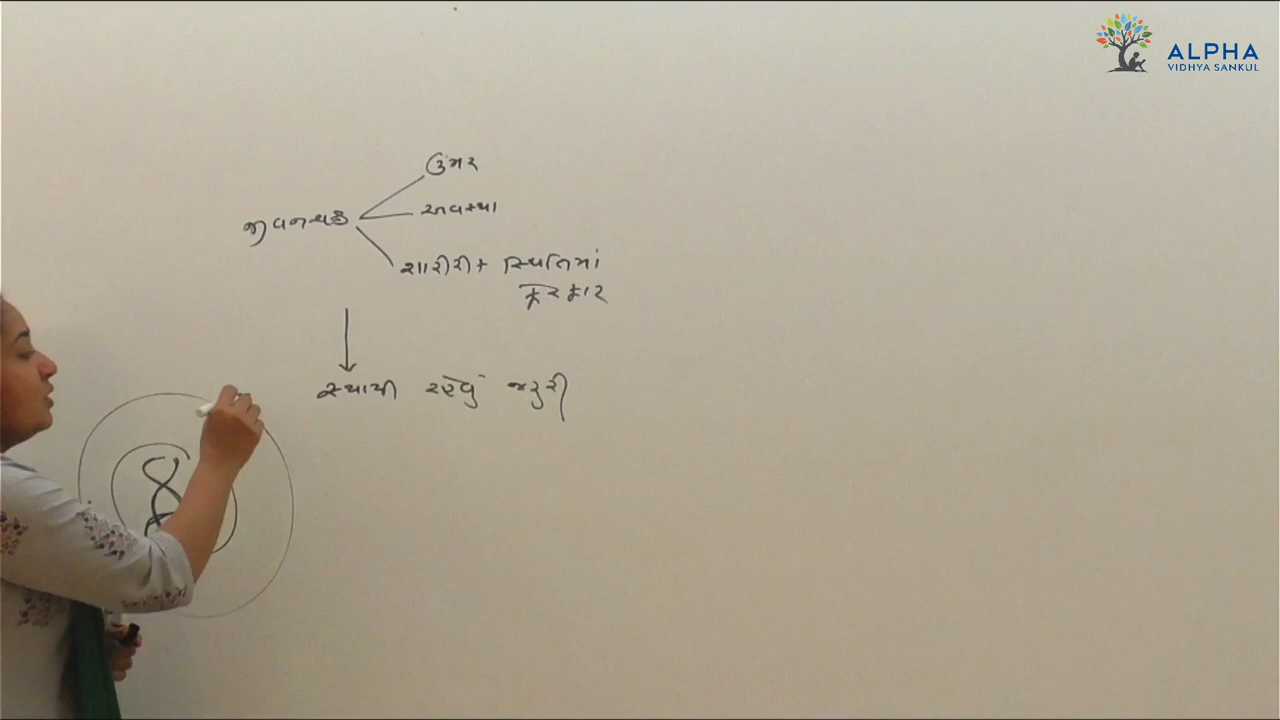 ALPHA
VIDHYA SANKUL
ઉંમર
જીવનચક્ર
અવસ્થા
શારીરીક સ્થિતિમાં
ફેરફાર
સ્થાયી રહેવું જરુરી